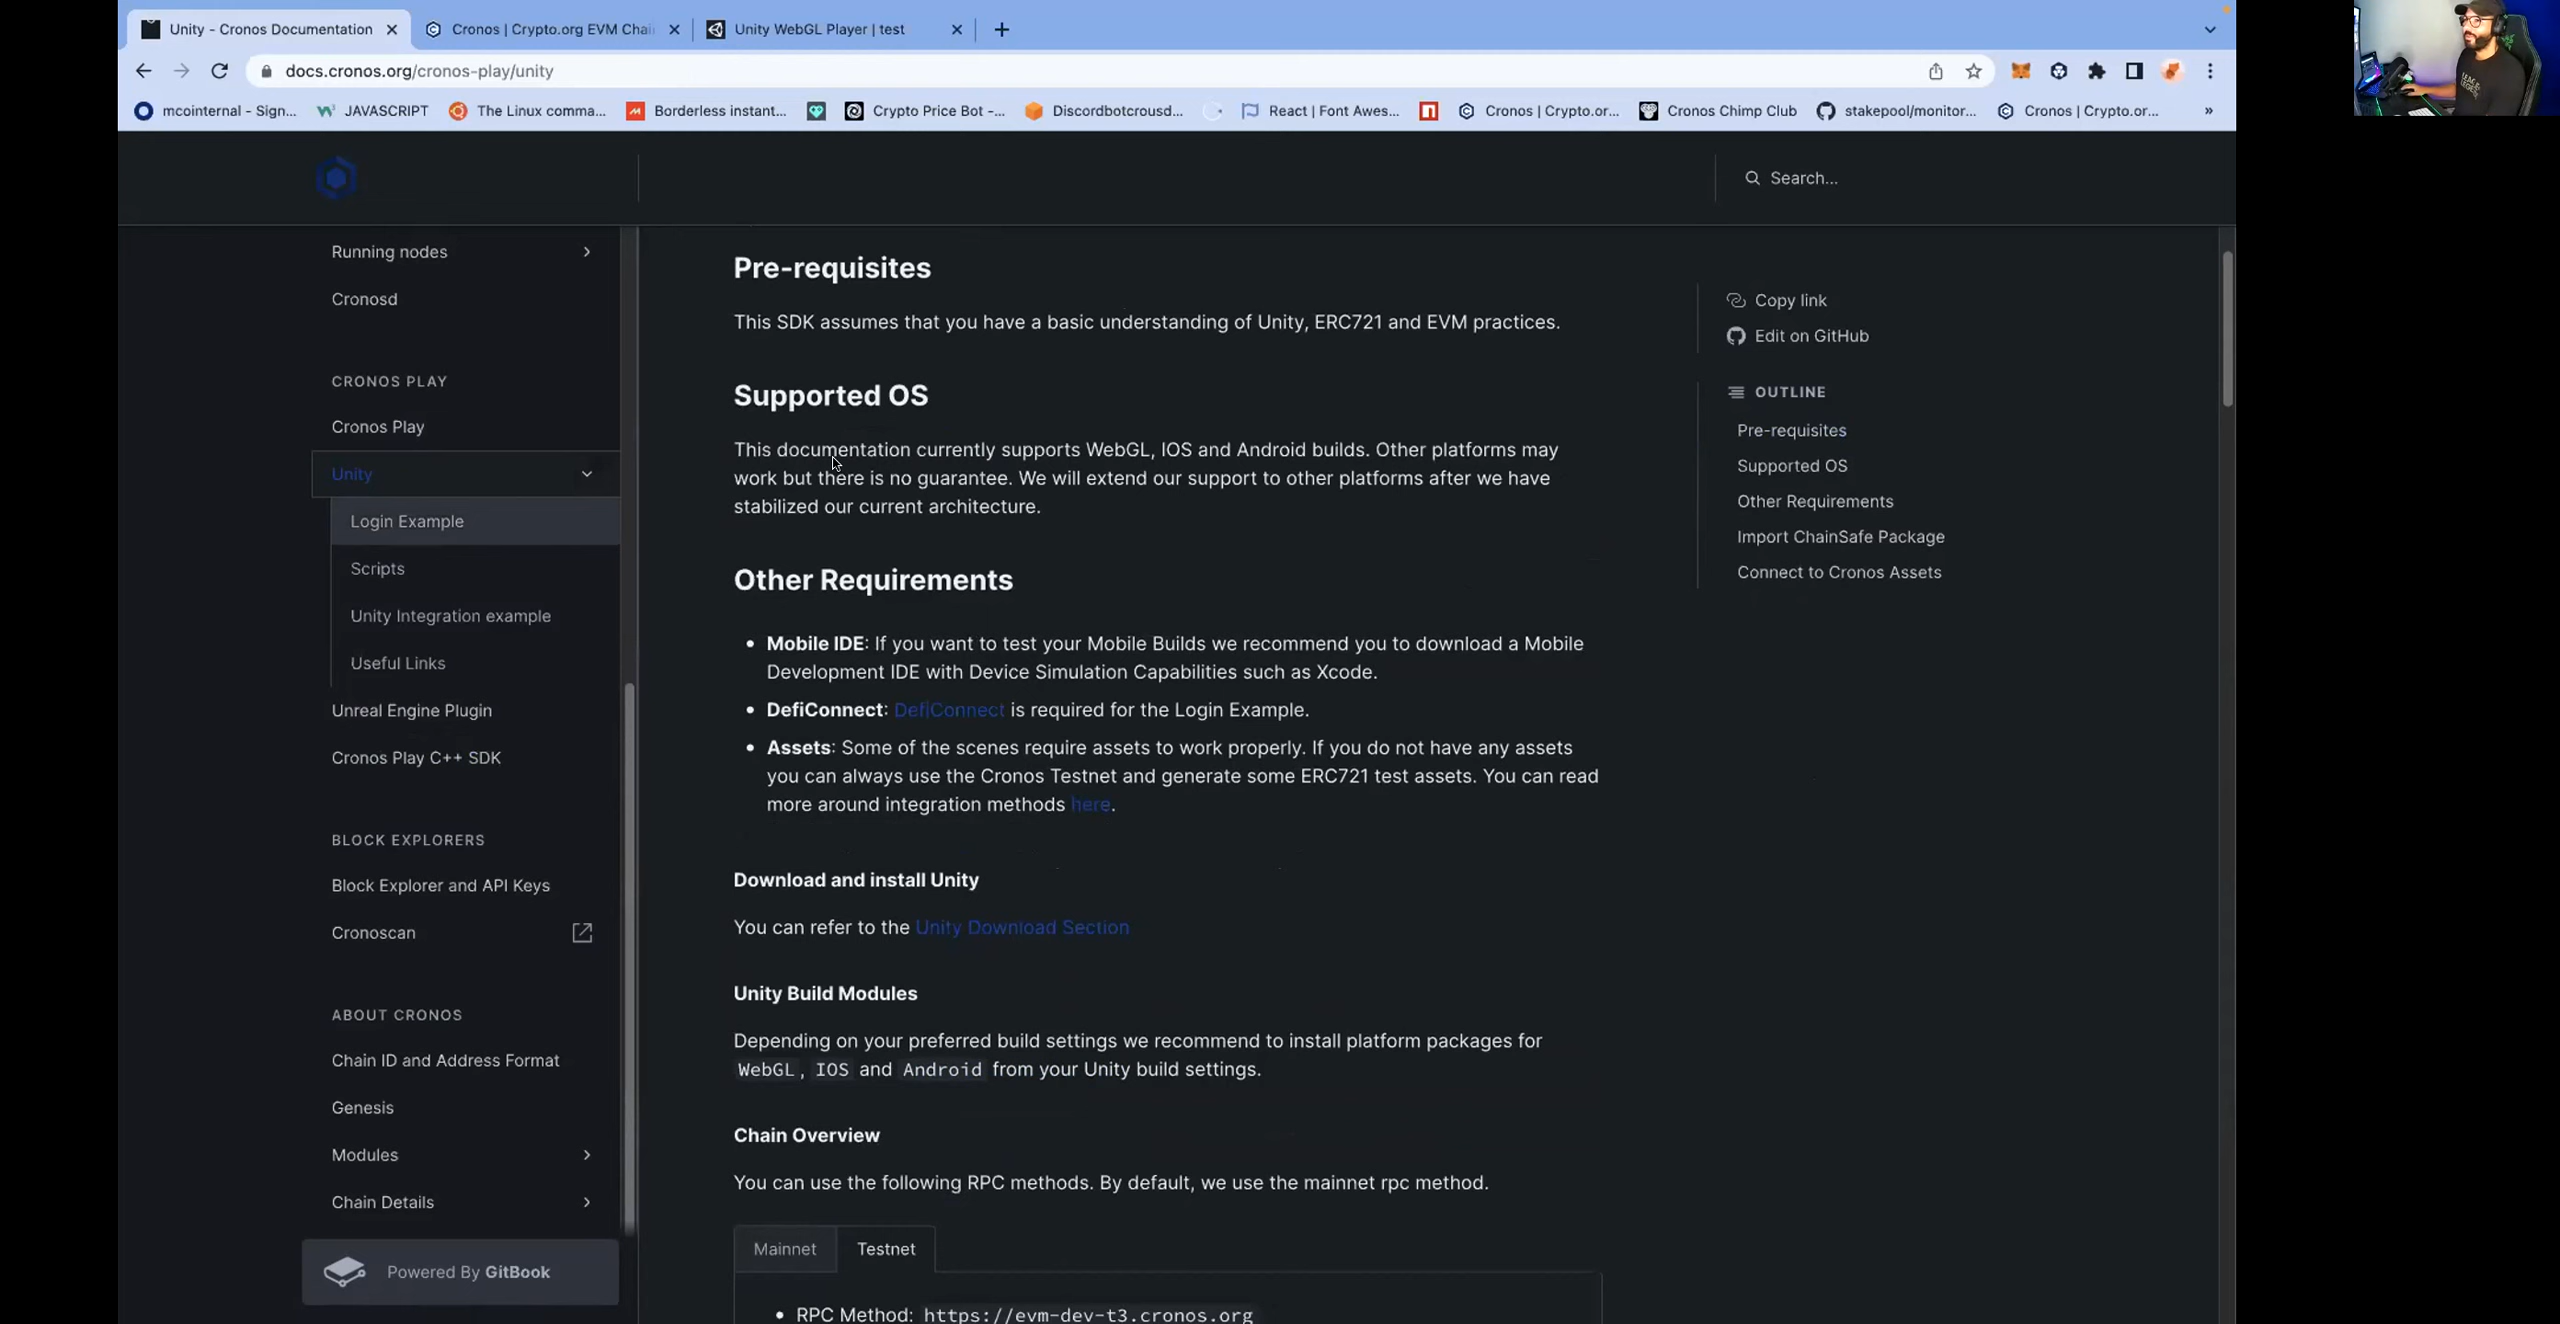 Unity - Cronos Documentation
Cronos | Crypto.org EVM Chai
Unity WebGL Player | test
docs.cronos.org/cronos-play/unity
mcointernal - Sign...
JAVASCRIPT
The Linux comma...
Borderless instant...
Crypto Price Bot -...
Discordbotcrousd...
React | Font Awes...
Cronos | Crypto.or...
Cronos Chimp Club
stakepool/monitor...
Cronos | Crypto.or...
Search...
Running nodes
Cronosd
CRONOS PLAY
Cronos Play
Unity
Login Example
Scripts
Unity Integration example
Useful Links
Unreal Engine Plugin
Cronos Play C++ SDK
BLOCK EXPLORERS
Block Explorer and API Keys
Cronoscan
ABOUT CRONOS
Chain ID and Address Format
Genesis
Modules
Chain Details
Powered By GitBook
Pre-requisites
This SDK assumes that you have a basic understanding of Unity, ERC721 and EVM practices.
Supported OS
This documentation currently supports WebGL, IOS and Android builds. Other platforms may
work but there is no guarantee. We will extend our support to other platforms after we have
stabilized our current architecture.
Other Requirements
• Mobile IDE: If you want to test your Mobile Builds we recommend you to download a Mobile
Development IDE with Device Simulation Capabilities such as Xcode.
• DefiConnect: DefiConnect is required for the Login Example.
• Assets: Some of the scenes require assets to work properly. If you do not have any assets
you can always use the Cronos Testnet and generate some ERC721 test assets. You can read
more around integration methods here.
Download and install Unity
You can refer to the Unity Download Section
Unity Build Modules
Depending on your preferred build settings we recommend to install platform packages for
WebGL, IOS and Android from your Unity build settings.
Chain Overview
You can use the following RPC methods. By default, we use the mainnet rpc method.
Mainnet
Testnet
• RPC Method: https://evm-dev-t3.cronos.org
Copy link
Edit on GitHub
OUTLINE
Pre-requisites
Supported OS
Other Requirements
Import ChainSafe Package
Connect to Cronos Assets